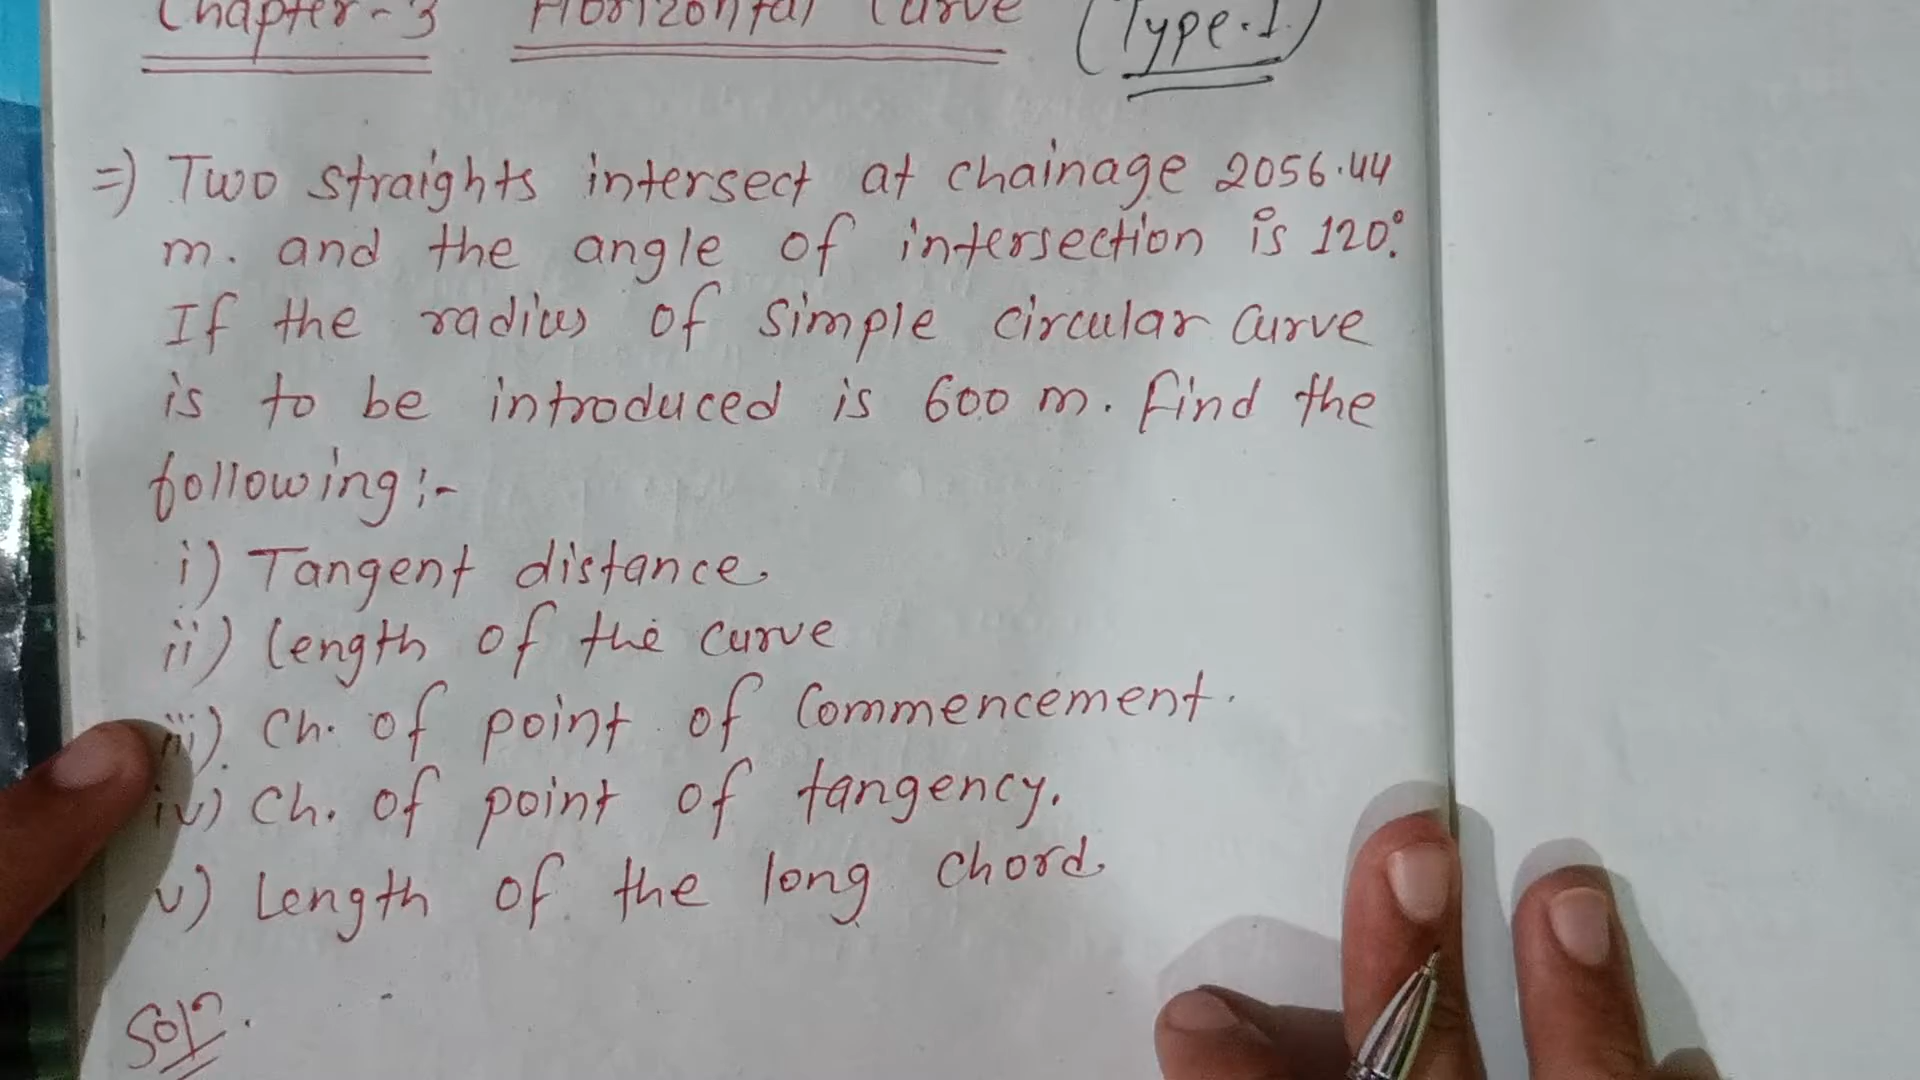 Chapter-3 Horizontal Curve (Type-I)
=) Two straights intersect at chainage 2056.44
m. and the angle of intersection is 120°.
If the radius of simple circular curve
is to be introduced is 600 m. Find the
following:-
i) Tangent distance.
ii) Length of the curve
iii) Ch. of point of Commencement.
iv) Ch. of point of tangency.
v) Length of the long chord.
Soln.